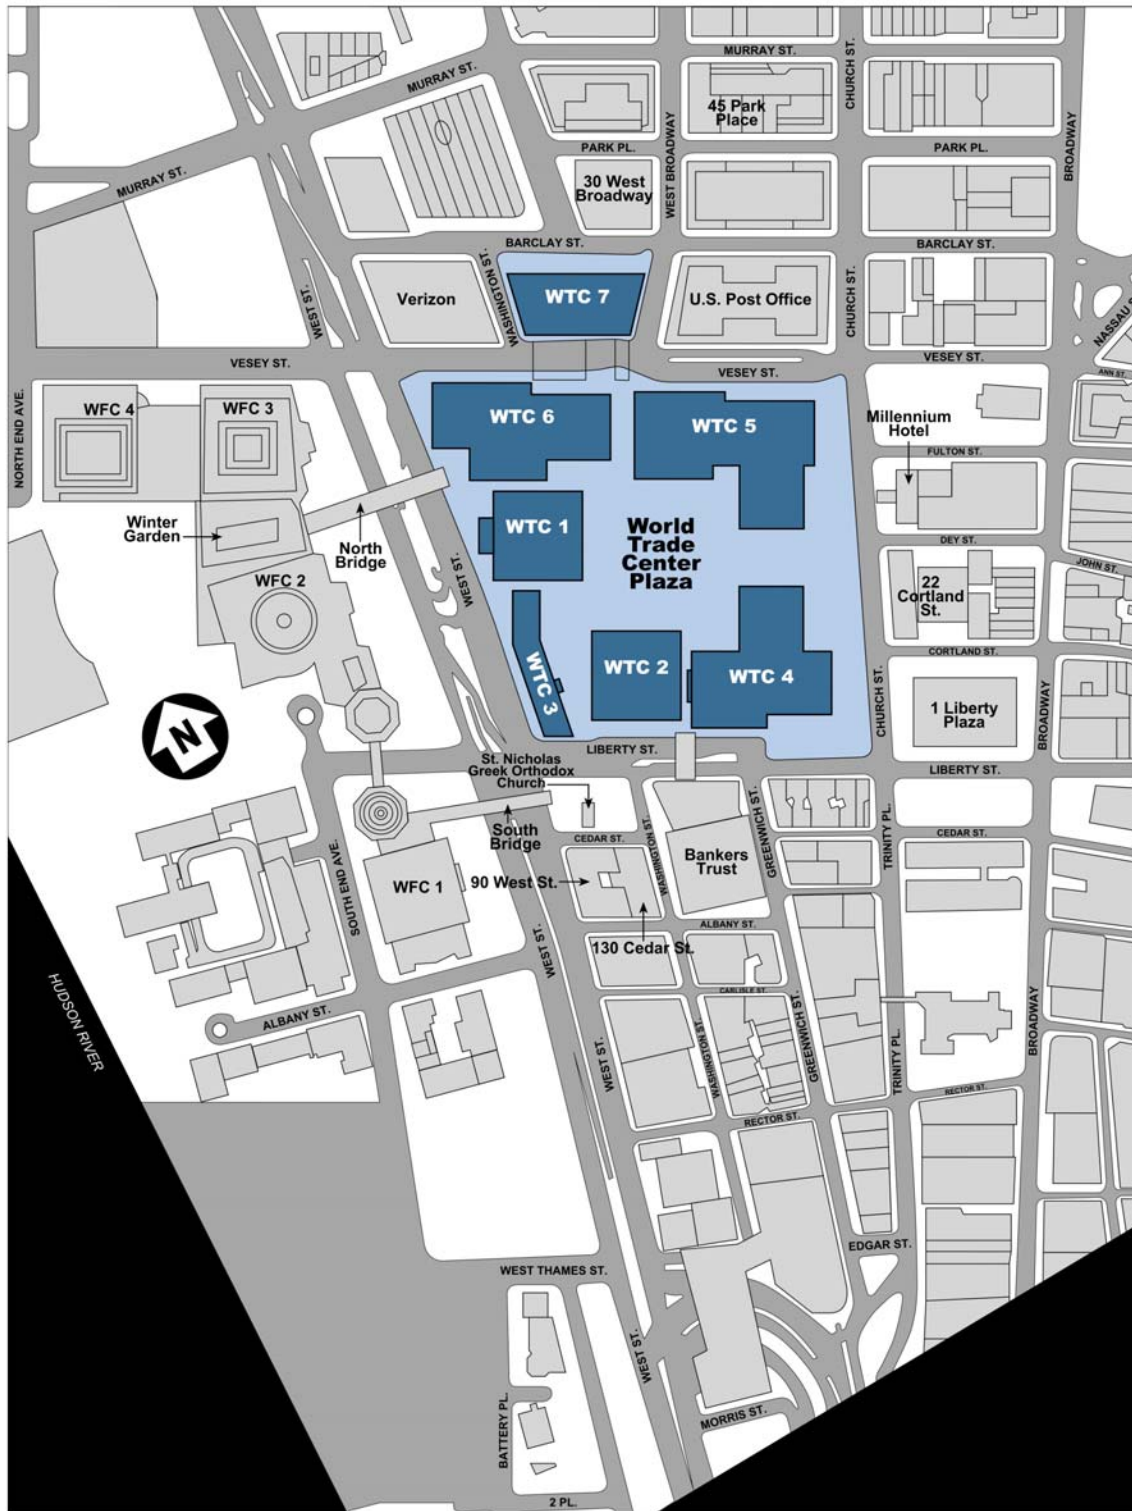 MURRAY ST.
MURRAY ST.
MURRAY ST.
CHURCH ST.
45 Park
Place
PARK PL.
PARK PL.
WEST BROADWAY
BROADWAY
30 West
Broadway
BARCLAY ST.
BARCLAY ST.
WASHINGTON ST.
WEST ST.
Verizon
WTC 7
U.S. Post Office
CHURCH ST.
NASSAU S
VESEY ST.
VESEY ST.
VESEY ST.
ANN ST.
NORTH END AVE.
WFC 4
WFC 3
WTC 6
WTC 5
Millennium
Hotel
FULTON ST.
Winter
Garden
North
Bridge
WTC 1
World
Trade
Center
Plaza
DEY ST.
JOHN ST.
WFC 2
WEST ST.
22
Cortland
St.
CORTLAND ST.
WTC 3
WTC 2
WTC 4
CHURCH ST.
1 Liberty
Plaza
BROADWAY
N
LIBERTY ST.
LIBERTY ST.
St. Nicholas
Greek Orthodox
Church
South
Bridge
CEDAR ST.
CEDAR ST.
WASHINGTON ST.
GREENWICH ST.
TRINITY PL.
Bankers
Trust
SOUTH END AVE.
WFC 1
90 West St.
ALBANY ST.
130 Cedar St.
WEST ST.
CARLISLE ST.
HUDSON RIVER
ALBANY ST.
WEST ST.
WASHINGTON ST.
GREENWICH ST.
TRINITY PL.
BROADWAY
RECTOR ST.
RECTOR ST.
EDGAR ST.
WEST THAMES ST.
WEST ST.
BATTERY PL.
MORRIS ST.
2 PL.